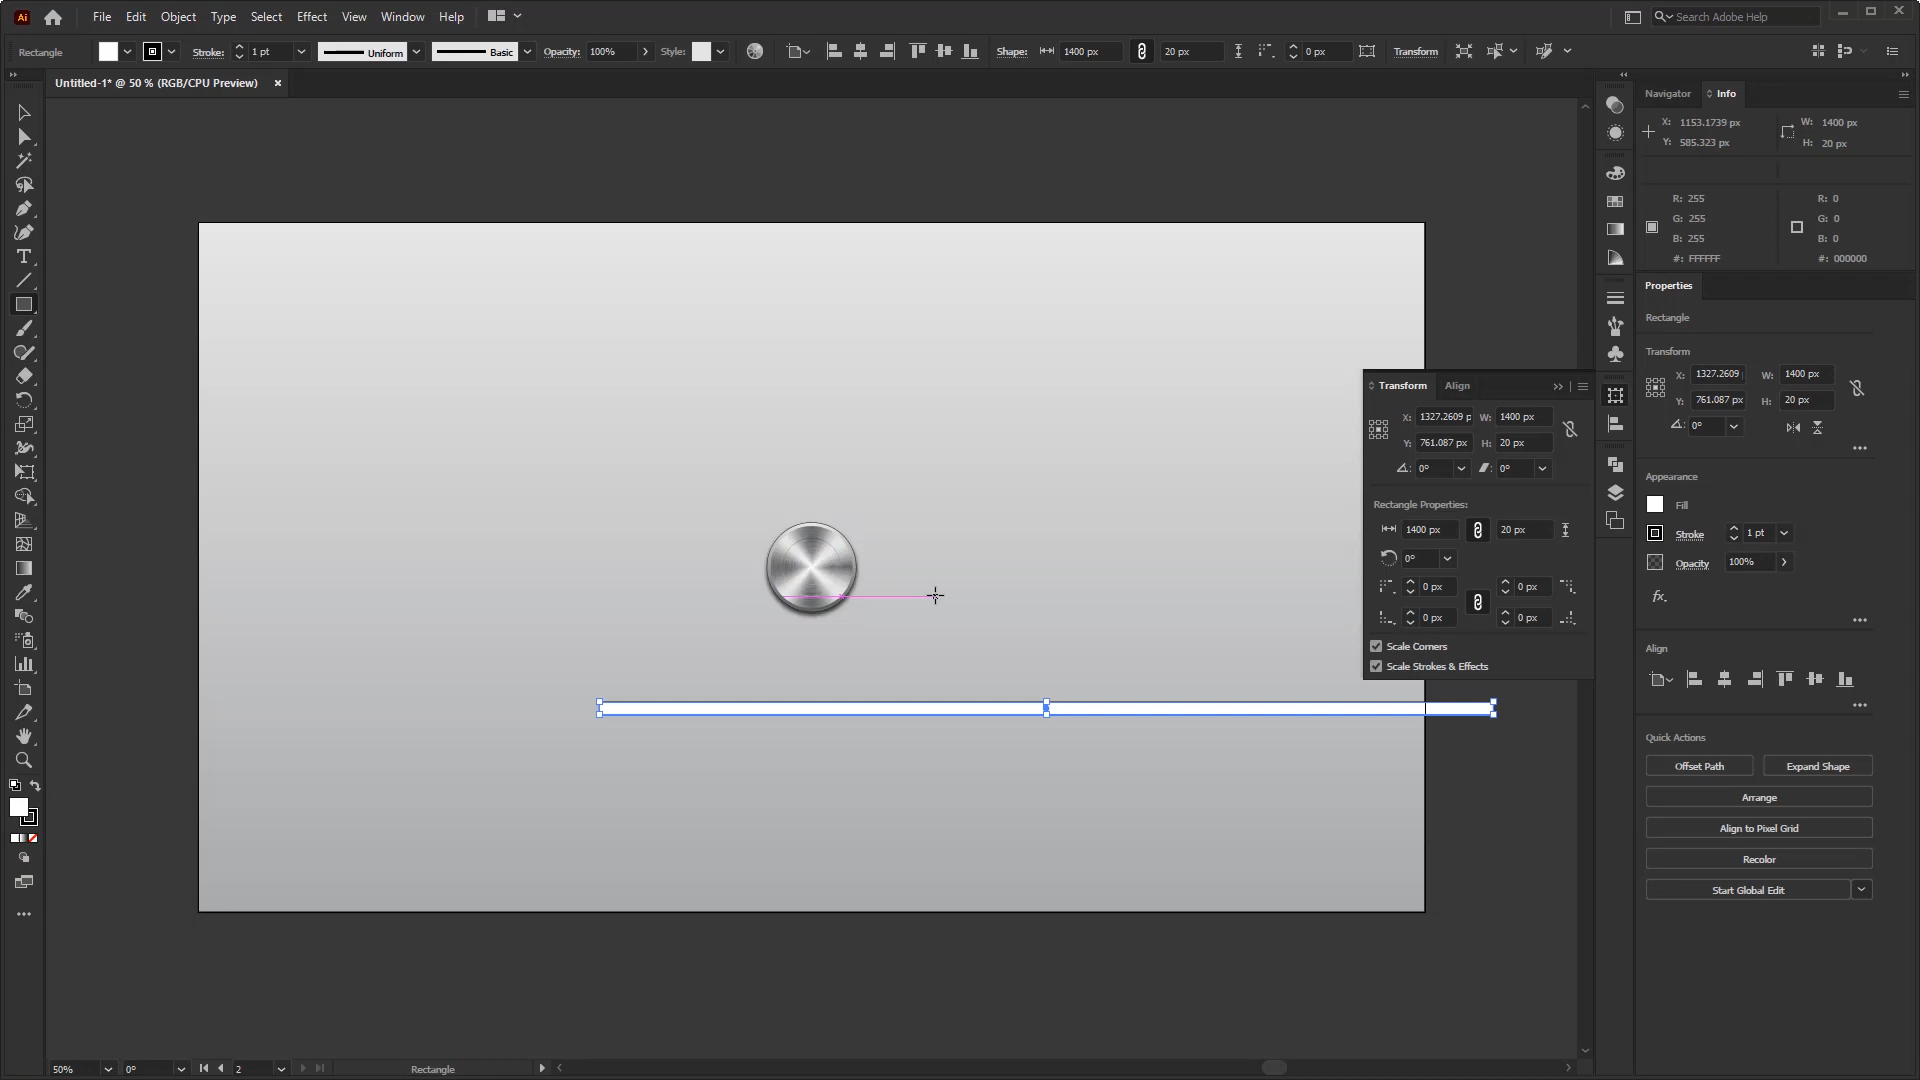 Ai File Edit Object Type Select Effect View Window Help Search Adobe Help
Rectangle Stroke: 1 pt Uniform Basic Opacity: 100% Style: Shape: 1400 px 20 px 0 px Transform
Untitled-1* @ 50 % (RGB/CPU Preview) ×
Navigator Info
X: 1153.1739 px W: 1400 px
Y: 585.323 px H: 20 px
R: 255 R: 0
G: 255 G: 0
B: 255 B: 0
#: FFFFFF #: 000000
Properties
Rectangle
Transform
X: 1327.2609 W: 1400 px
Y: 761.087 px H: 20 px
0°
Appearance
Fill
Stroke 1 pt
Opacity 100%
fx.
Align
Quick Actions
Offset Path Expand Shape
Arrange
Align to Pixel Grid
Recolor
Start Global Edit
Transform Align
X: 1327.2609 p W: 1400 px
Y: 761.087 px H: 20 px
0° 0°
Rectangle Properties:
1400 px 20 px
0°
0 px 0 px
0 px 0 px
Scale Corners
Scale Strokes & Effects
50% 0° 2 Rectangle